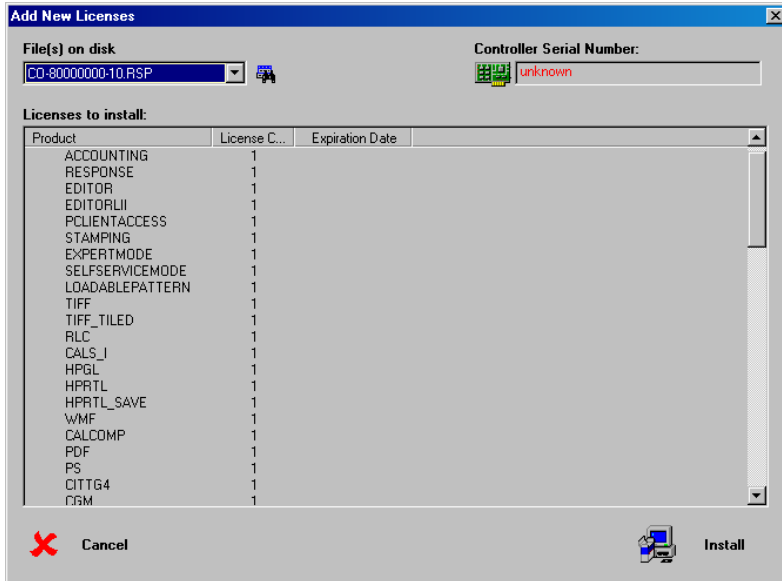 Add New Licenses
File(s) on disk
Controller Serial Number:
CO-80000000-10.RSP
unknown
Licenses to install:
Product License C... Expiration Date
ACCOUNTING 1
RESPONSE 1
EDITOR 1
EDITORLII 1
PCLIENTACCESS 1
STAMPING 1
EXPERTMODE 1
SELFSERVICEMODE 1
LOADABLEPATTERN 1
TIFF 1
TIFF_TILED 1
RLC 1
CALS_I 1
HPGL 1
HPRTL 1
HPRTL_SAVE 1
WMF 1
CALCOMP 1
PDF 1
PS 1
CITTG4 1
CGM 1
Cancel
Install